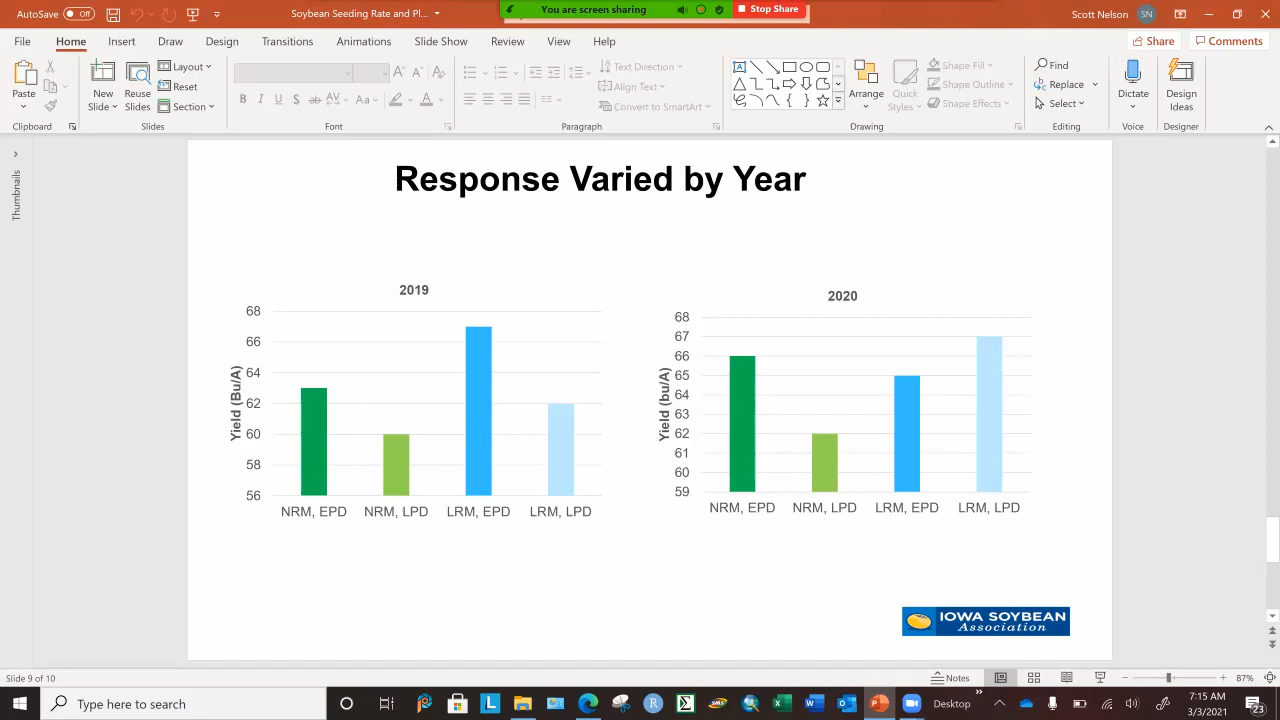 AutoSave Off Soybean Seeding Rate and Pl... You are screen sharing Stop Share Scott Nelson SN
File Home Insert Draw Design Transitions Animations Slide Show Review View Help Share Comments
Paste New Slide Reuse Slides Layout Reset Section
B I U S ab AV Aa A A A A
Text Direction Align Text Convert to SmartArt
Arrange Quick Styles Shape Fill Shape Outline Shape Effects
Find Replace Select Dictate Design Ideas
Clipboard Slides Font Paragraph Drawing Editing Voice Designer
Thumbnails
Response Varied by Year
2019
Yield (Bu/A)
68
66
64
62
60
58
56
NRM, EPD NRM, LPD LRM, EPD LRM, LPD
2020
Yield (bu/A)
68
67
66
65
64
63
62
61
60
59
NRM, EPD NRM, LPD LRM, EPD LRM, LPD
IOWA SOYBEAN
Association
Slide 9 of 10 Notes 87%
Type here to search Desktop 7:15 AM
3/3/2021 23